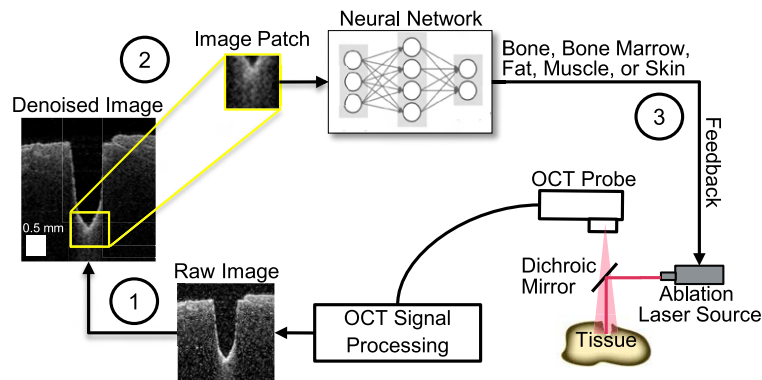 Neural Network
Image Patch
2
Bone, Bone Marrow,
Fat, Muscle, or Skin
Denoised Image
3
Feedback
0.5 mm
OCT Probe
Dichroic
Mirror
Ablation
Laser Source
1
Raw Image
OCT Signal
Processing
Tissue